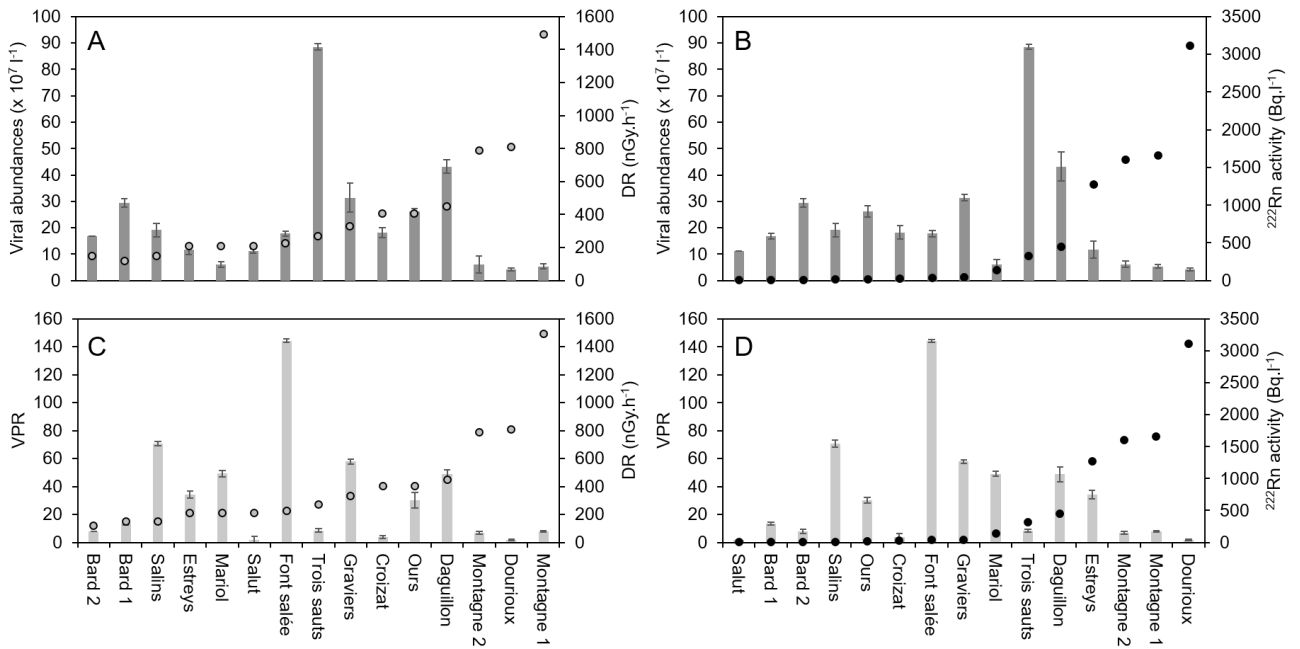 A
Viral abundances (x 10⁷ l⁻¹)
100
90
80
70
60
50
40
30
20
10
0
1600
1400
1200
1000
800
600
400
200
0
DR (nGy.h⁻¹)
B
Viral abundances (x 10⁷ l⁻¹)
100
90
80
70
60
50
40
30
20
10
0
3500
3000
2500
2000
1500
1000
500
0
²²²Rn activity (Bq.l⁻¹)
C
VPR
160
140
120
100
80
60
40
20
0
1600
1400
1200
1000
800
600
400
200
0
DR (nGy.h⁻¹)
Bard 2
Bard 1
Salins
Estreys
Mariol
Salut
Font salée
Trois sauts
Graviers
Croizat
Ours
Daguillon
Montagne 2
Dourioux
Montagne 1
D
VPR
160
140
120
100
80
60
40
20
0
3500
3000
2500
2000
1500
1000
500
0
²²²Rn activity (Bq.l⁻¹)
Salut
Bard 1
Bard 2
Salins
Ours
Croizat
Font salée
Graviers
Mariol
Trois sauts
Daguillon
Estreys
Montagne 2
Montagne 1
Dourioux